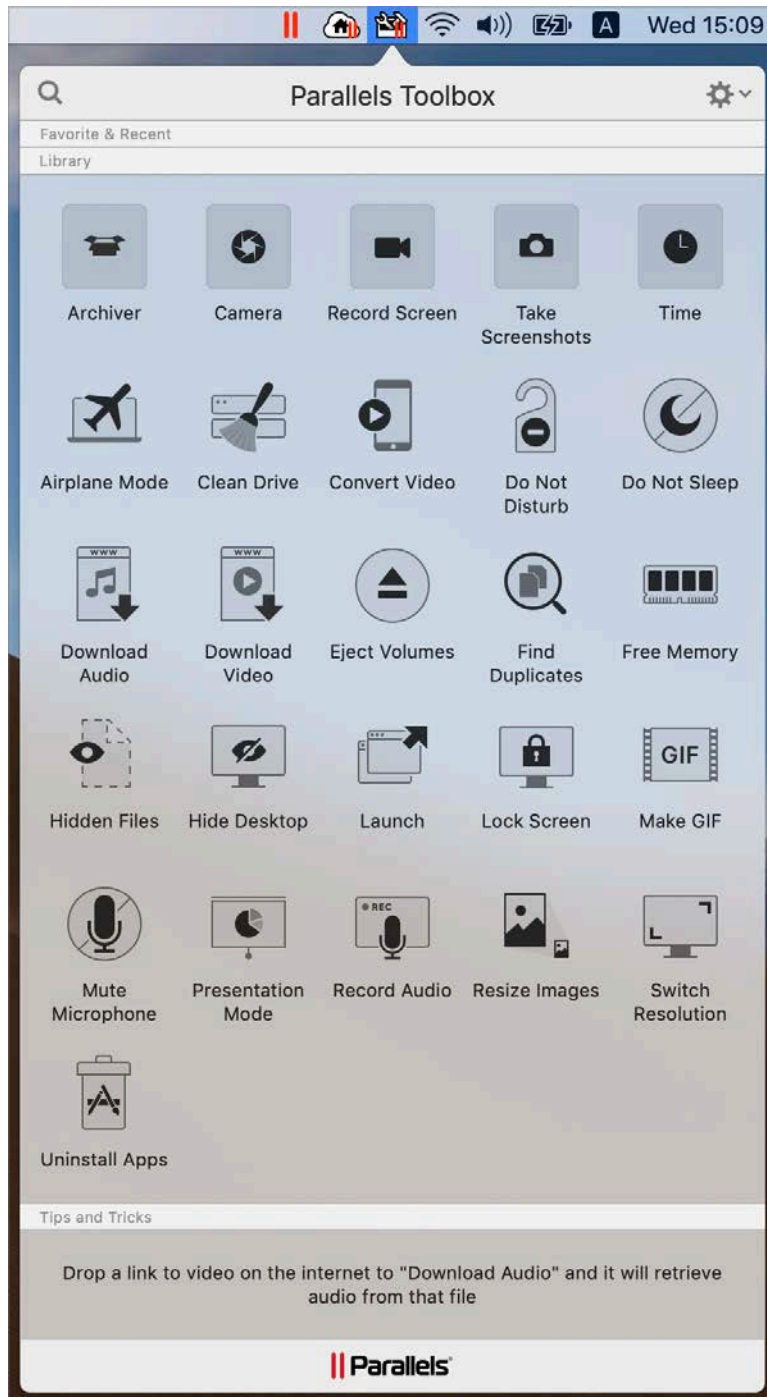 A Wed 15:09
Parallels Toolbox
Favorite & Recent
Library
Archiver
Camera
Record Screen
Take
Screenshots
Time
Airplane Mode
Clean Drive
Convert Video
Do Not
Disturb
Do Not Sleep
www
Download
Audio
www
Download
Video
Eject Volumes
Find
Duplicates
Free Memory
Hidden Files
Hide Desktop
Launch
Lock Screen
GIF
Make GIF
Mute
Microphone
Presentation
Mode
REC
Record Audio
Resize Images
Switch
Resolution
Uninstall Apps
Tips and Tricks
Drop a link to video on the internet to "Download Audio" and it will retrieve
audio from that file
Parallels